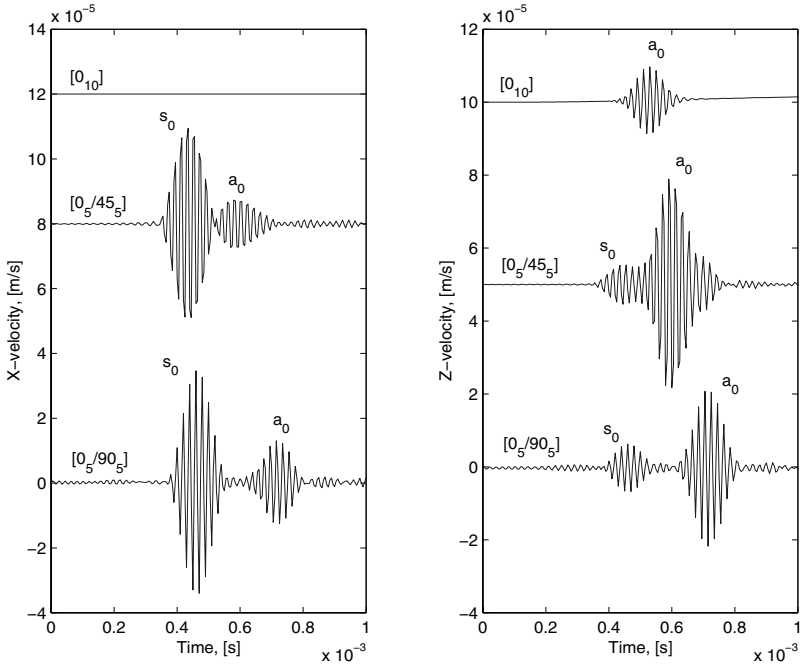 x 10⁻⁵
14
12
10
8
6
4
2
0
−2
−4
X−velocity, [m/s]
[0₁₀]
s₀
a₀
[0₅/45₅]
s₀
a₀
[0₅/90₅]
0 0.2 0.4 0.6 0.8 1
Time, [s]
x 10⁻³
x 10⁻⁵
12
10
8
6
4
2
0
−2
−4
Z−velocity, [m/s]
a₀
[0₁₀]
a₀
s₀
[0₅/45₅]
a₀
s₀
[0₅/90₅]
0 0.2 0.4 0.6 0.8 1
Time, [s]
x 10⁻³